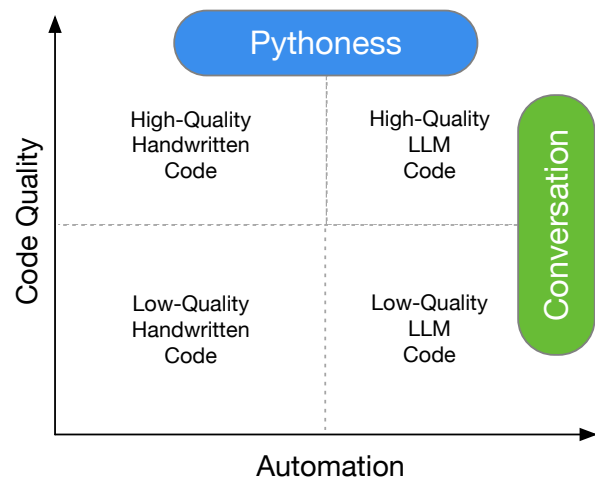 Pythoness
High-Quality
Handwritten
Code
High-Quality
LLM
Code
Conversation
Code Quality
Low-Quality
Handwritten
Code
Low-Quality
LLM
Code
Automation